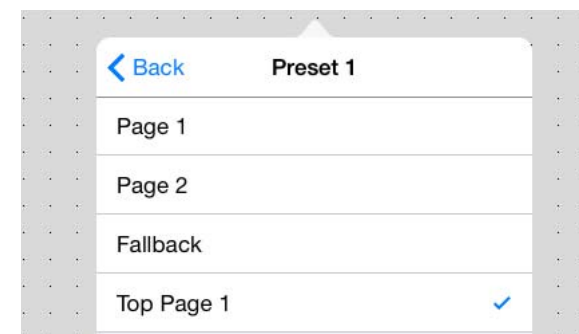 Back Preset 1
Page 1
Page 2
Fallback
Top Page 1